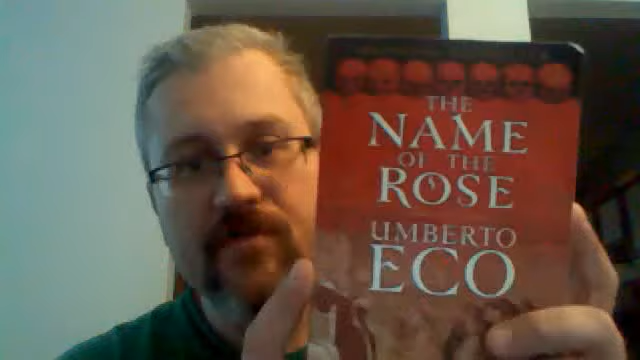 THE
NAME
OF THE
ROSE
UMBERTO
ECO